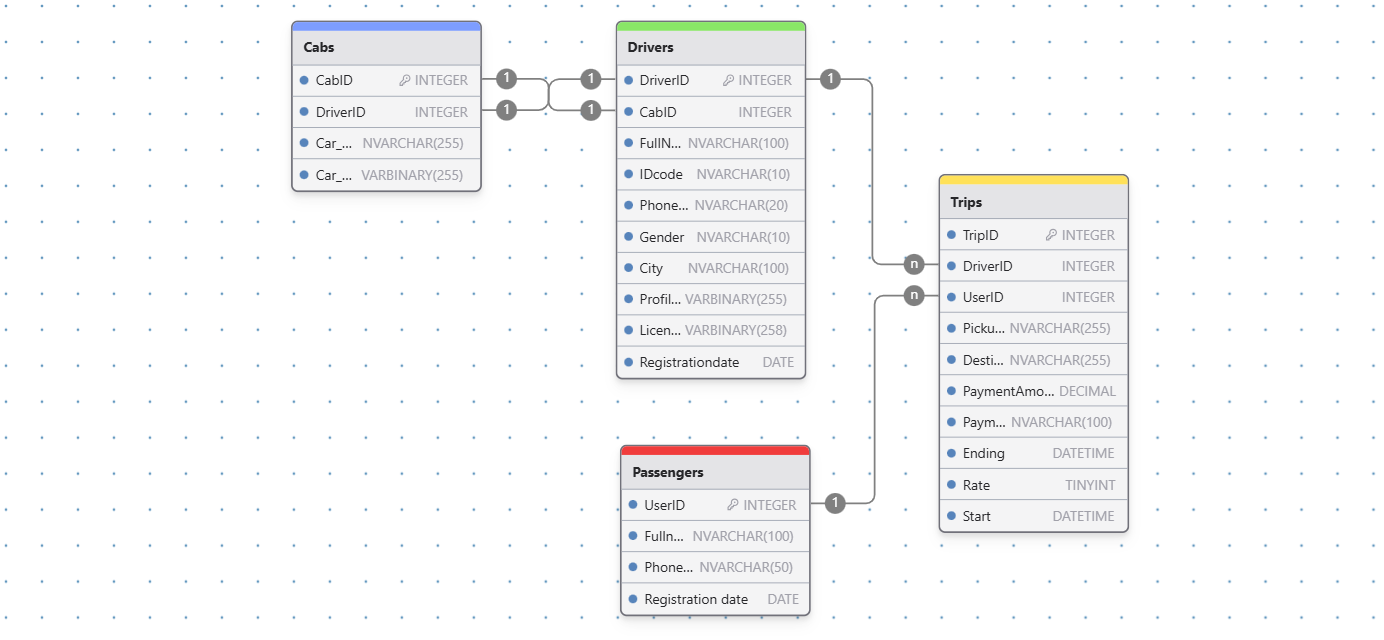 Cabs
CabID INTEGER
DriverID INTEGER
Car_... NVARCHAR(255)
Car_... VARBINARY(255)
1 1
1 1
Drivers
DriverID INTEGER
CabID INTEGER
FullN... NVARCHAR(100)
IDcode NVARCHAR(10)
Phone... NVARCHAR(20)
Gender NVARCHAR(10)
City NVARCHAR(100)
Profil... VARBINARY(255)
Licen... VARBINARY(258)
Registrationdate DATE
1
n
n
1
Trips
TripID INTEGER
DriverID INTEGER
UserID INTEGER
Picku... NVARCHAR(255)
Desti... NVARCHAR(255)
PaymentAmo... DECIMAL
Paym... NVARCHAR(100)
Ending DATETIME
Rate TINYINT
Start DATETIME
Passengers
UserID INTEGER
Fulln... NVARCHAR(100)
Phone... NVARCHAR(50)
Registration date DATE